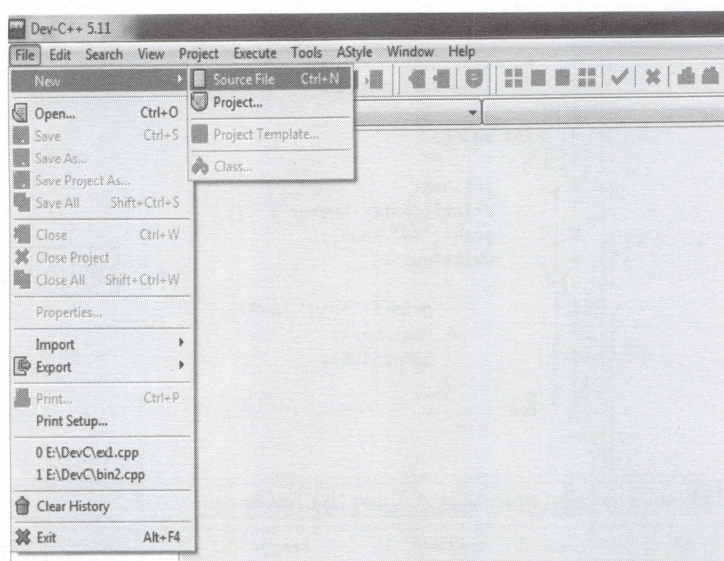 Dev-C++ 5.11
File Edit Search View Project Execute Tools AStyle Window Help
New
Source File Ctrl+N
Project...
Project Template...
Class...
Open... Ctrl+O
Save Ctrl+S
Save As...
Save Project As...
Save All Shift+Ctrl+S
Close Ctrl+W
Close Project
Close All Shift+Ctrl+W
Properties...
Import
Export
Print... Ctrl+P
Print Setup...
0 E:\DevC\ex1.cpp
1 E:\DevC\bin2.cpp
Clear History
Exit Alt+F4